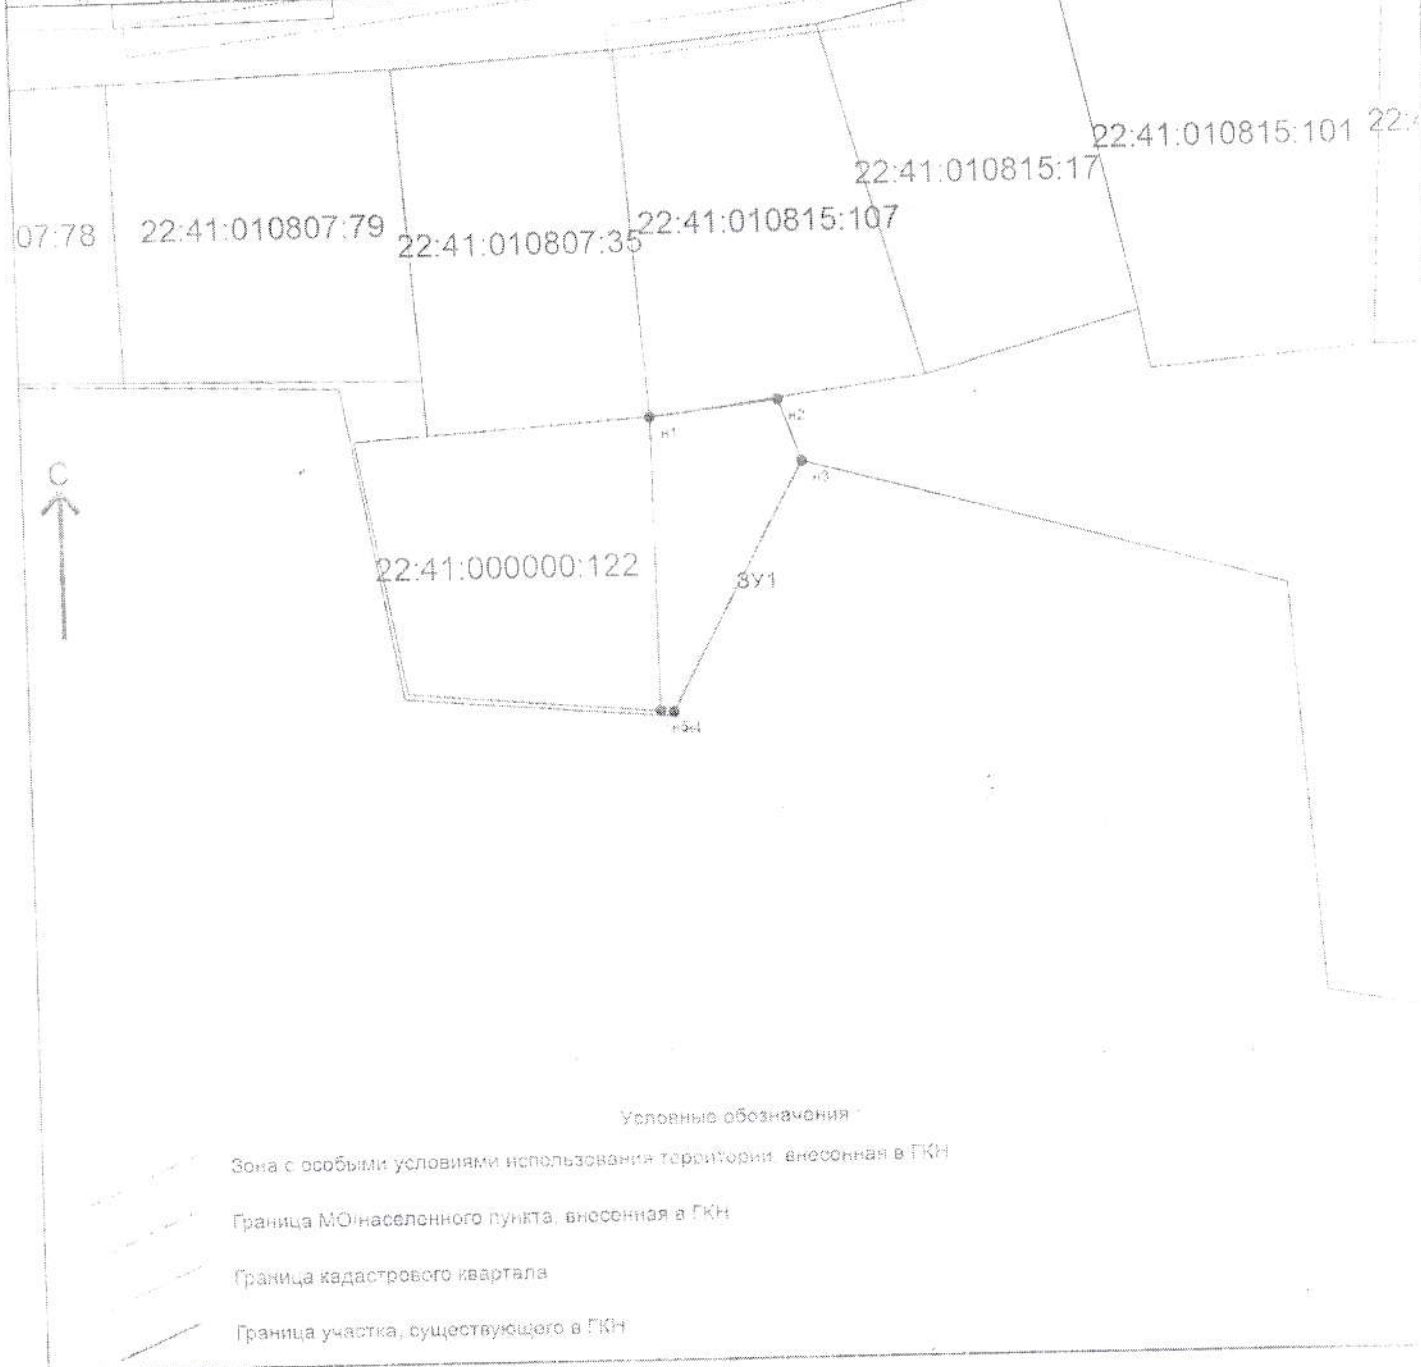 22:41:010815:101
22:
22:41:010815:17
07:78
22:41:010807:79
22:41:010807:35
22:41:010815:107
н1
н2
н3
С
22:41:000000:122
ЗУ1
н5н4
Условные обозначения
Зона с особыми условиями использования территории, внесенная в ГКН
Граница МО/населенного пункта, внесенная в ГКН
Граница кадастрового квартала
Граница участка, существующего в ГКН